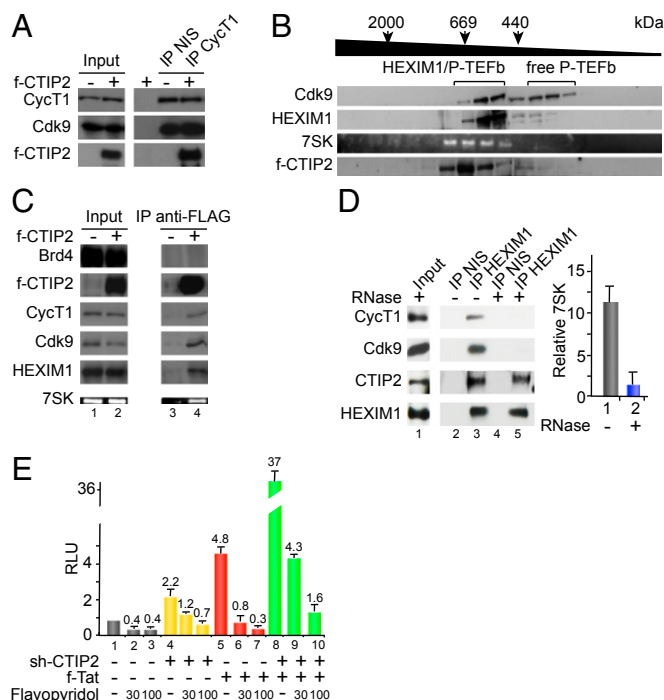 A
Input
IP NIS
IP CycT1
f-CTIP2 - + + - +
CycT1
Cdk9
f-CTIP2
B
2000 669 440 kDa
HEXIM1/P-TEFb free P-TEFb
Cdk9
HEXIM1
7SK
f-CTIP2
C
Input IP anti-FLAG
f-CTIP2 - + - +
Brd4
f-CTIP2
CycT1
Cdk9
HEXIM1
7SK
1 2 3 4
D
Input
IP NIS
IP HEXIM1
IP NIS
IP HEXIM1
RNase + - - + +
CycT1
Cdk9
CTIP2
HEXIM1
1 2 3 4 5
Relative 7SK
15
10
5
0
1 2
RNase - +
E
RLU
36
4
2
0
37
4.8
4.3
2.2
1.2
0.7
0.4 0.4
0.8
0.3
1.6
1 2 3 4 5 6 7 8 9 10
sh-CTIP2 - - - + + + - - - + + +
f-Tat - - - - - - + + + + + +
Flavopyridol - 30 100 - 30 100 - 30 100 - 30 100